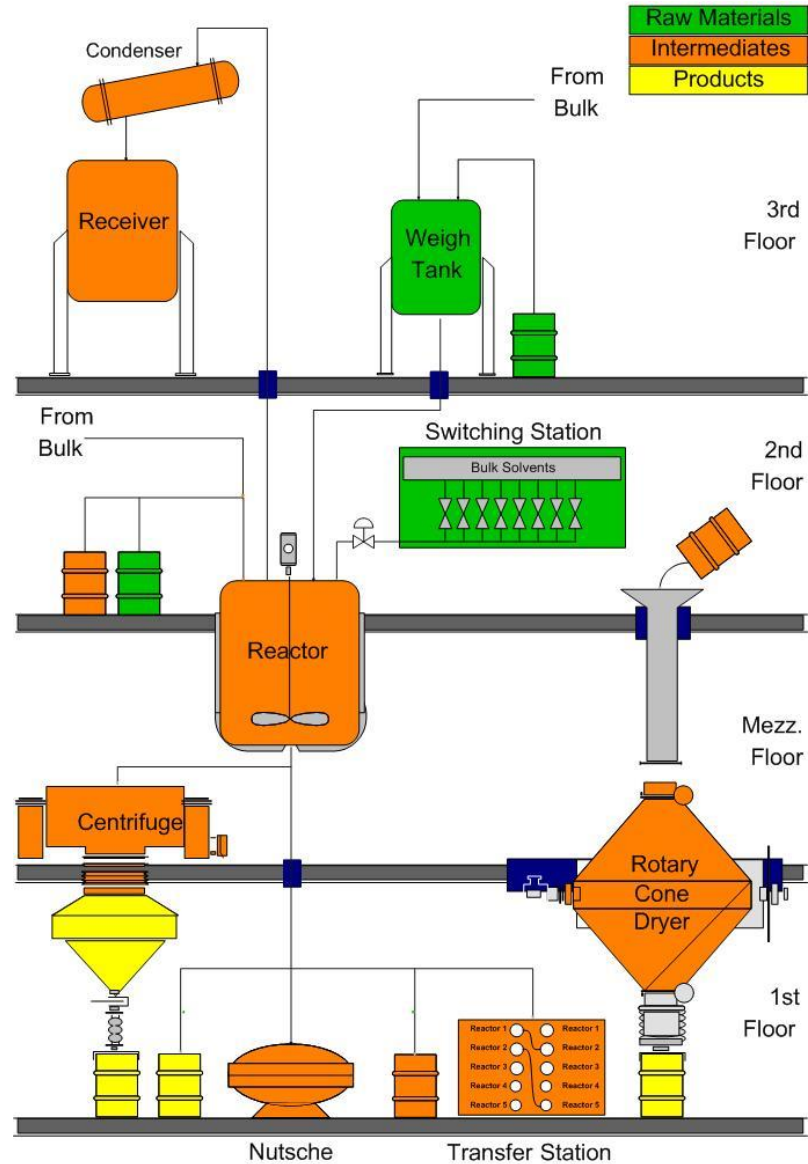 Raw Materials
Intermediates
Products
Condenser
From
Bulk
Receiver
Weigh
Tank
3rd
Floor
From
Bulk
Switching Station
Bulk Solvents
2nd
Floor
Reactor
Mezz.
Floor
Centrifuge
Rotary
Cone
Dryer
1st
Floor
Reactor 1 Reactor 1
Reactor 2 Reactor 2
Reactor 3 Reactor 3
Reactor 4 Reactor 4
Reactor 5 Reactor 5
Nutsche
Transfer Station